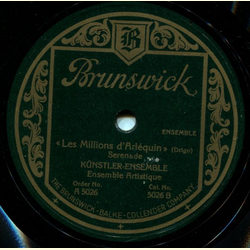 B
Brunswick
ENSEMBLE
«Les Millions d'Arléquin» (Drigo)
Serenade
KÜNSTLER-ENSEMBLE
Ensemble Artistique
Order No. Cat. No.
A 5026 5026 B
THE BRUNSWICK-BALKE-COLLENDER COMPANY.